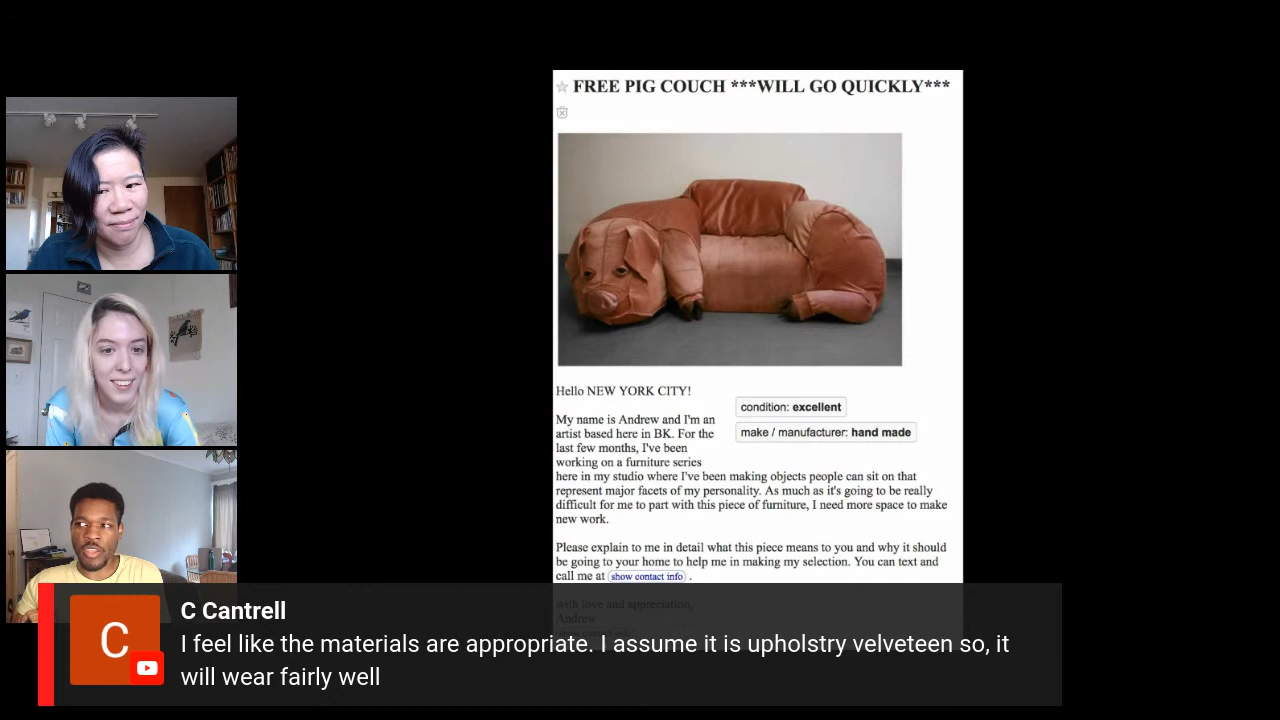 FREE PIG COUCH ***WILL GO QUICKLY***
Hello NEW YORK CITY!
condition: excellent
make / manufacturer: hand made
My name is Andrew and I'm an
artist based here in BK. For the
last few months, I've been
working on a furniture series
here in my studio where I've been making objects people can sit on that
represent major facets of my personality. As much as it's going to be really
difficult for me to part with this piece of furniture, I need more space to make
new work.
Please explain to me in detail what this piece means to you and why it should
be going to your home to help me in making my selection. You can text and
call me at show contact info .
with love and appreciation,
Andrew
show contact info
C
C Cantrell
I feel like the materials are appropriate. I assume it is upholstry velveteen so, it
will wear fairly well